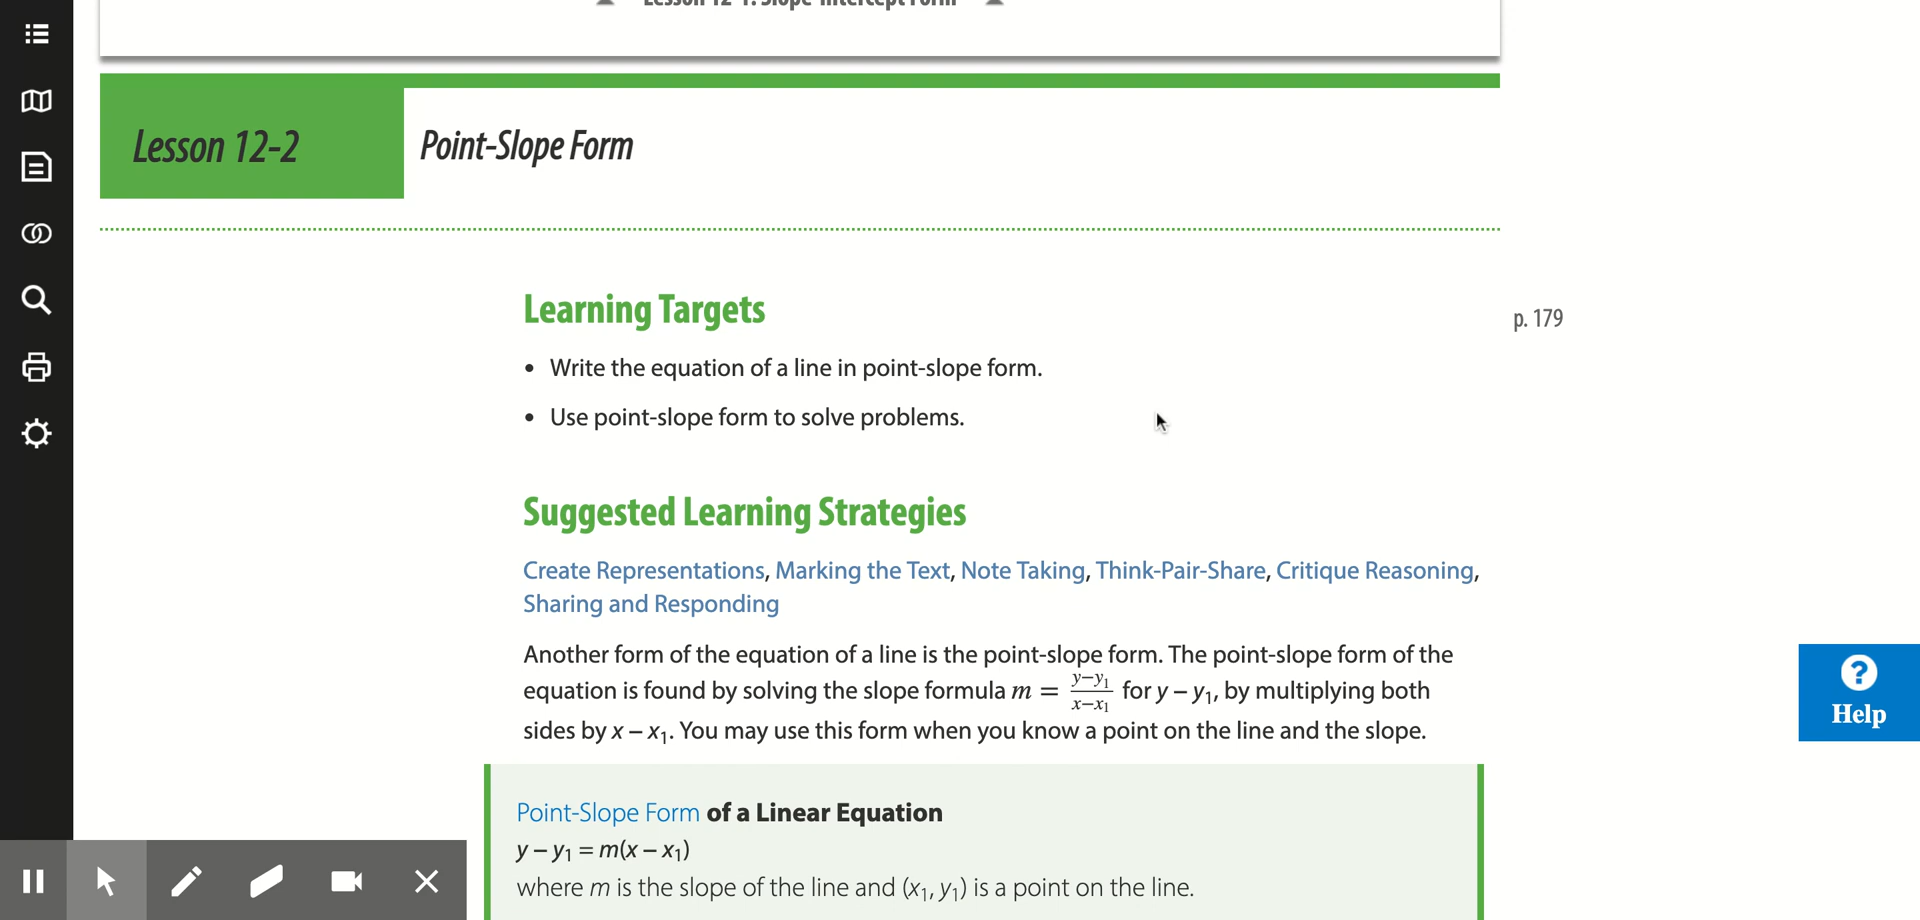 Lesson 12-1: Slope-Intercept Form
Lesson 12-2
Point-Slope Form
Learning Targets
p. 179
• Write the equation of a line in point-slope form.
• Use point-slope form to solve problems.
Suggested Learning Strategies
Create Representations, Marking the Text, Note Taking, Think-Pair-Share, Critique Reasoning,
Sharing and Responding
Another form of the equation of a line is the point-slope form. The point-slope form of the
equation is found by solving the slope formula m = y−y₁/x−x₁ for y – y₁, by multiplying both
sides by x – x₁. You may use this form when you know a point on the line and the slope.
Help
Point-Slope Form of a Linear Equation
y – y₁ = m(x – x₁)
where m is the slope of the line and (x₁, y₁) is a point on the line.